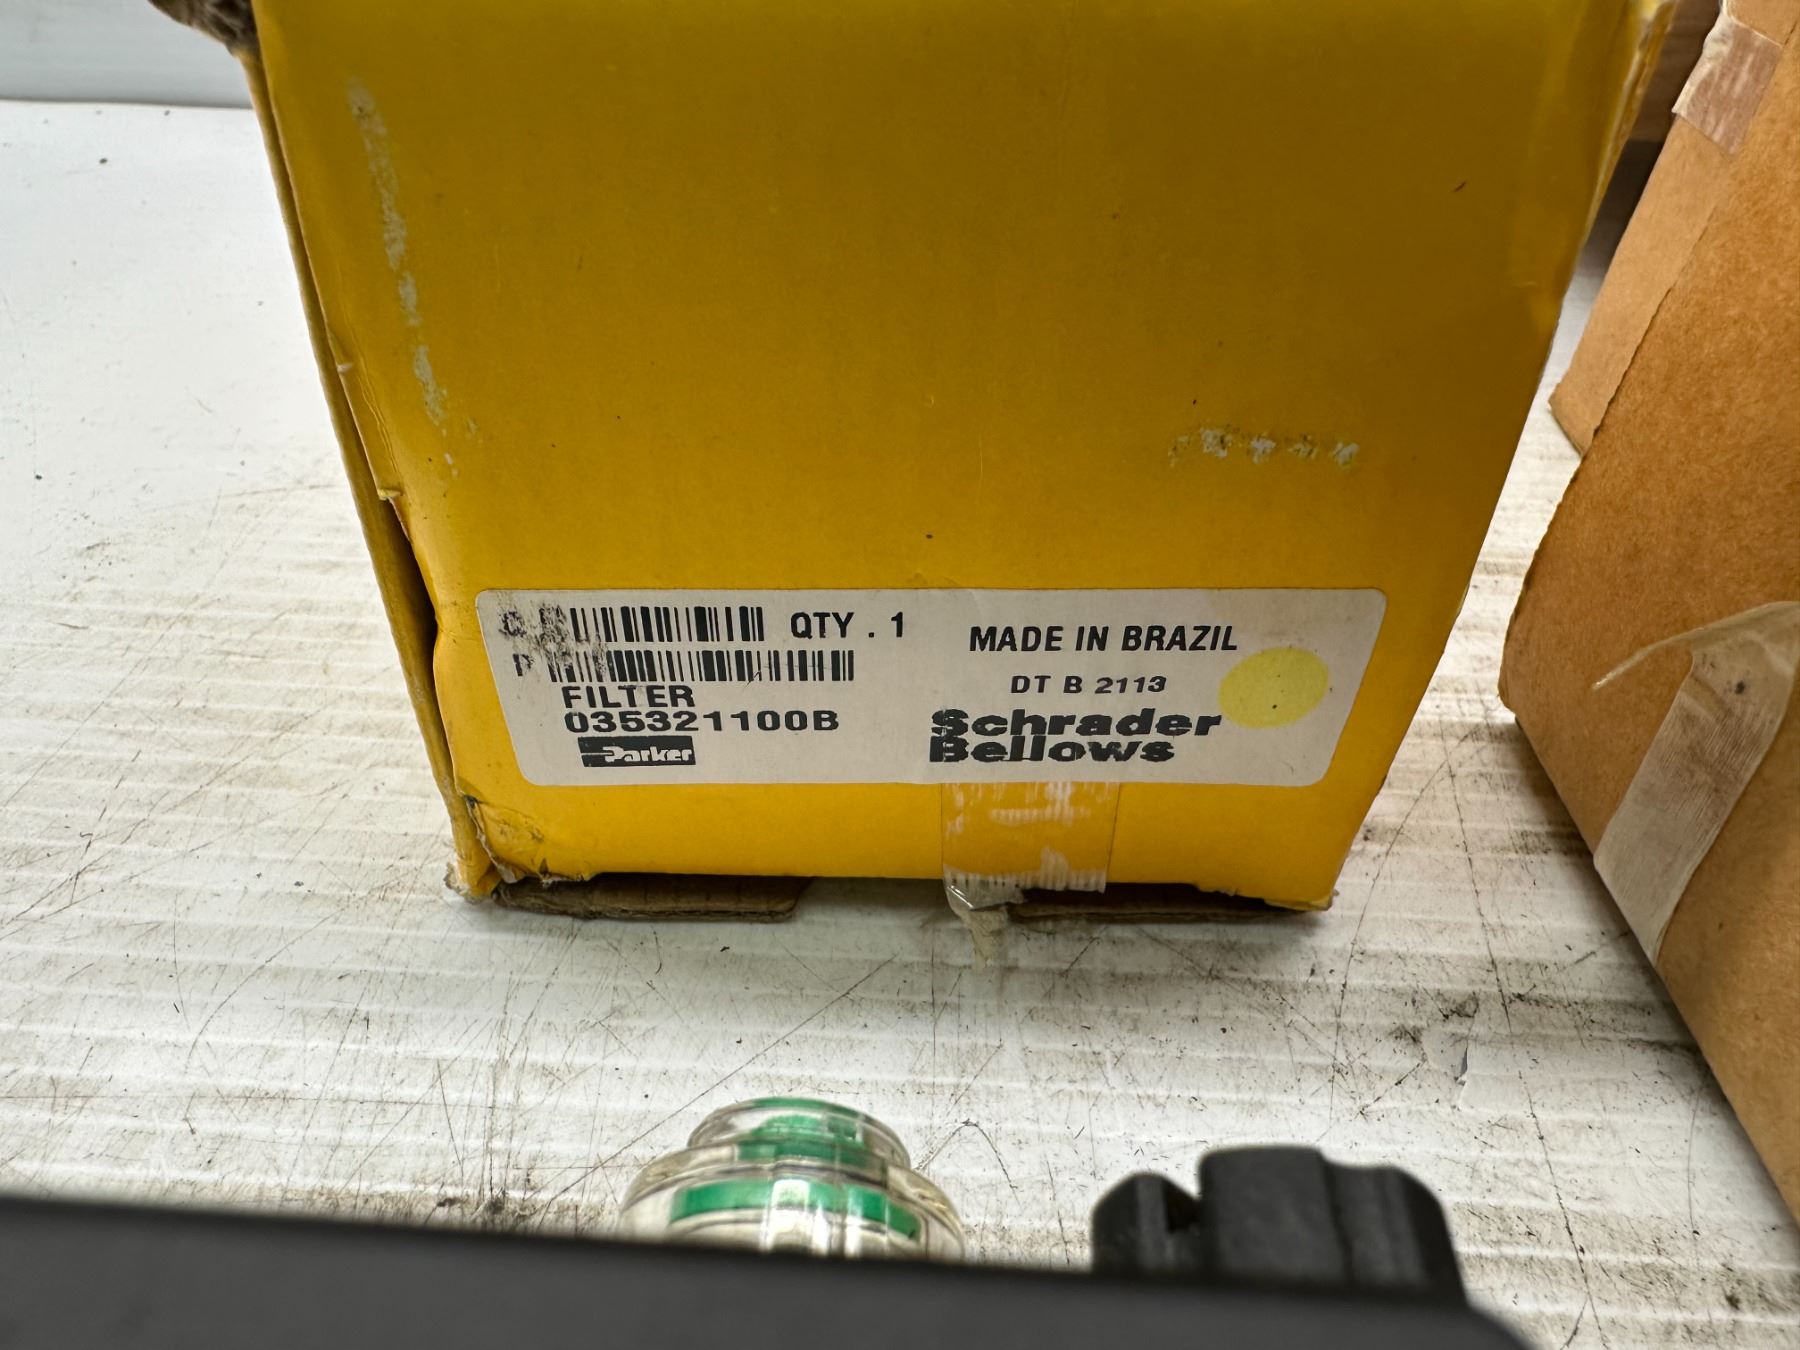 Q QTY . 1
P
FILTER
035321100B
Parker
MADE IN BRAZIL
DT B 2113
Schrader
Bellows